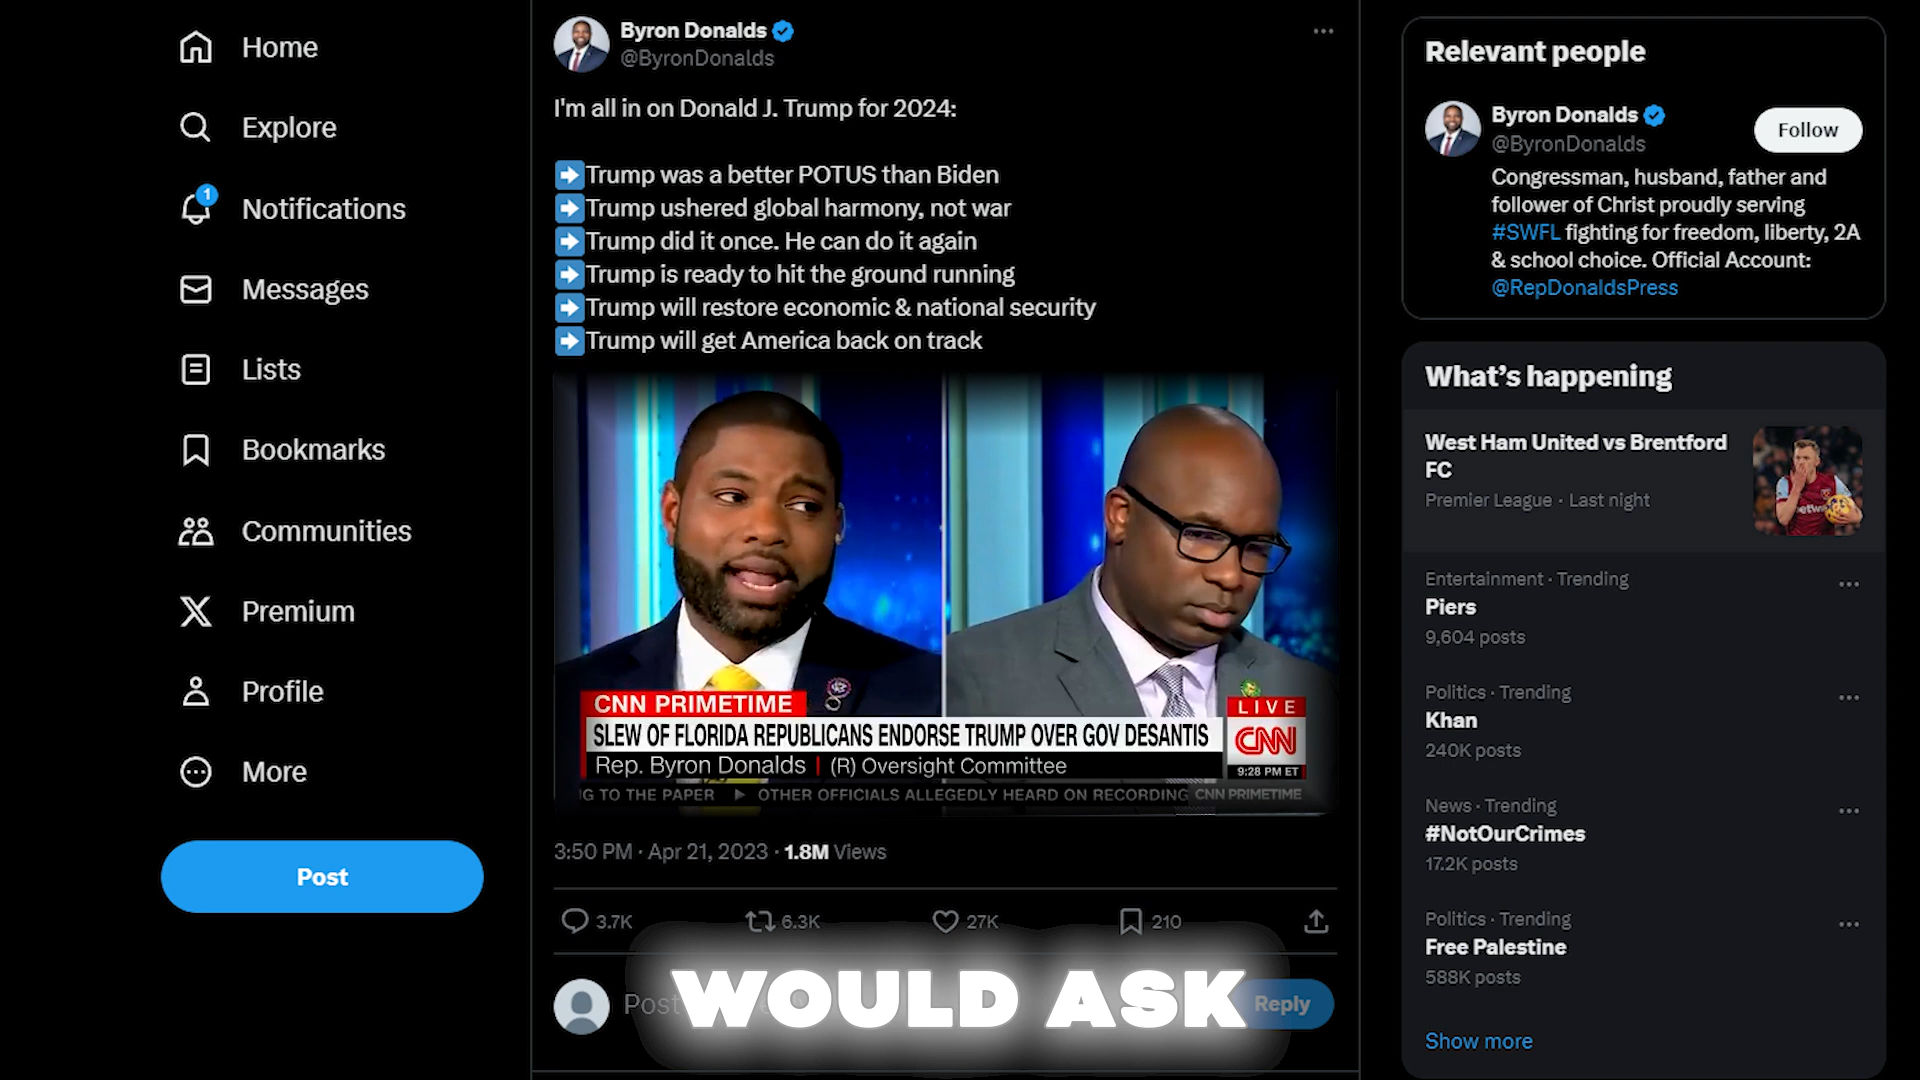 Home
Explore
1
Notifications
Messages
Lists
Bookmarks
Communities
Premium
Profile
More
Post
Byron Donalds
@ByronDonalds
I'm all in on Donald J. Trump for 2024:
➡Trump was a better POTUS than Biden
➡Trump ushered global harmony, not war
➡Trump did it once. He can do it again
➡Trump is ready to hit the ground running
➡Trump will restore economic & national security
➡Trump will get America back on track
CNN PRIMETIME
SLEW OF FLORIDA REPUBLICANS ENDORSE TRUMP OVER GOV DESANTIS
Rep. Byron Donalds | (R) Oversight Committee
LIVE
CNN
9:28 PM ET
G TO THE PAPER ▶ OTHER OFFICIALS ALLEGEDLY HEARD ON RECORDING CNN PRIMETIME
3:50 PM · Apr 21, 2023 · 1.8M Views
3.7K 6.3K 27K 210
Post
Reply
WOULD ASK
Relevant people
Byron Donalds
@ByronDonalds
Follow
Congressman, husband, father and
follower of Christ proudly serving
#SWFL fighting for freedom, liberty, 2A
& school choice. Official Account:
@RepDonaldsPress
What's happening
West Ham United vs Brentford
FC
Premier League · Last night
Entertainment · Trending
Piers
9,604 posts
Politics · Trending
Khan
240K posts
News · Trending
#NotOurCrimes
17.2K posts
Politics · Trending
Free Palestine
588K posts
Show more